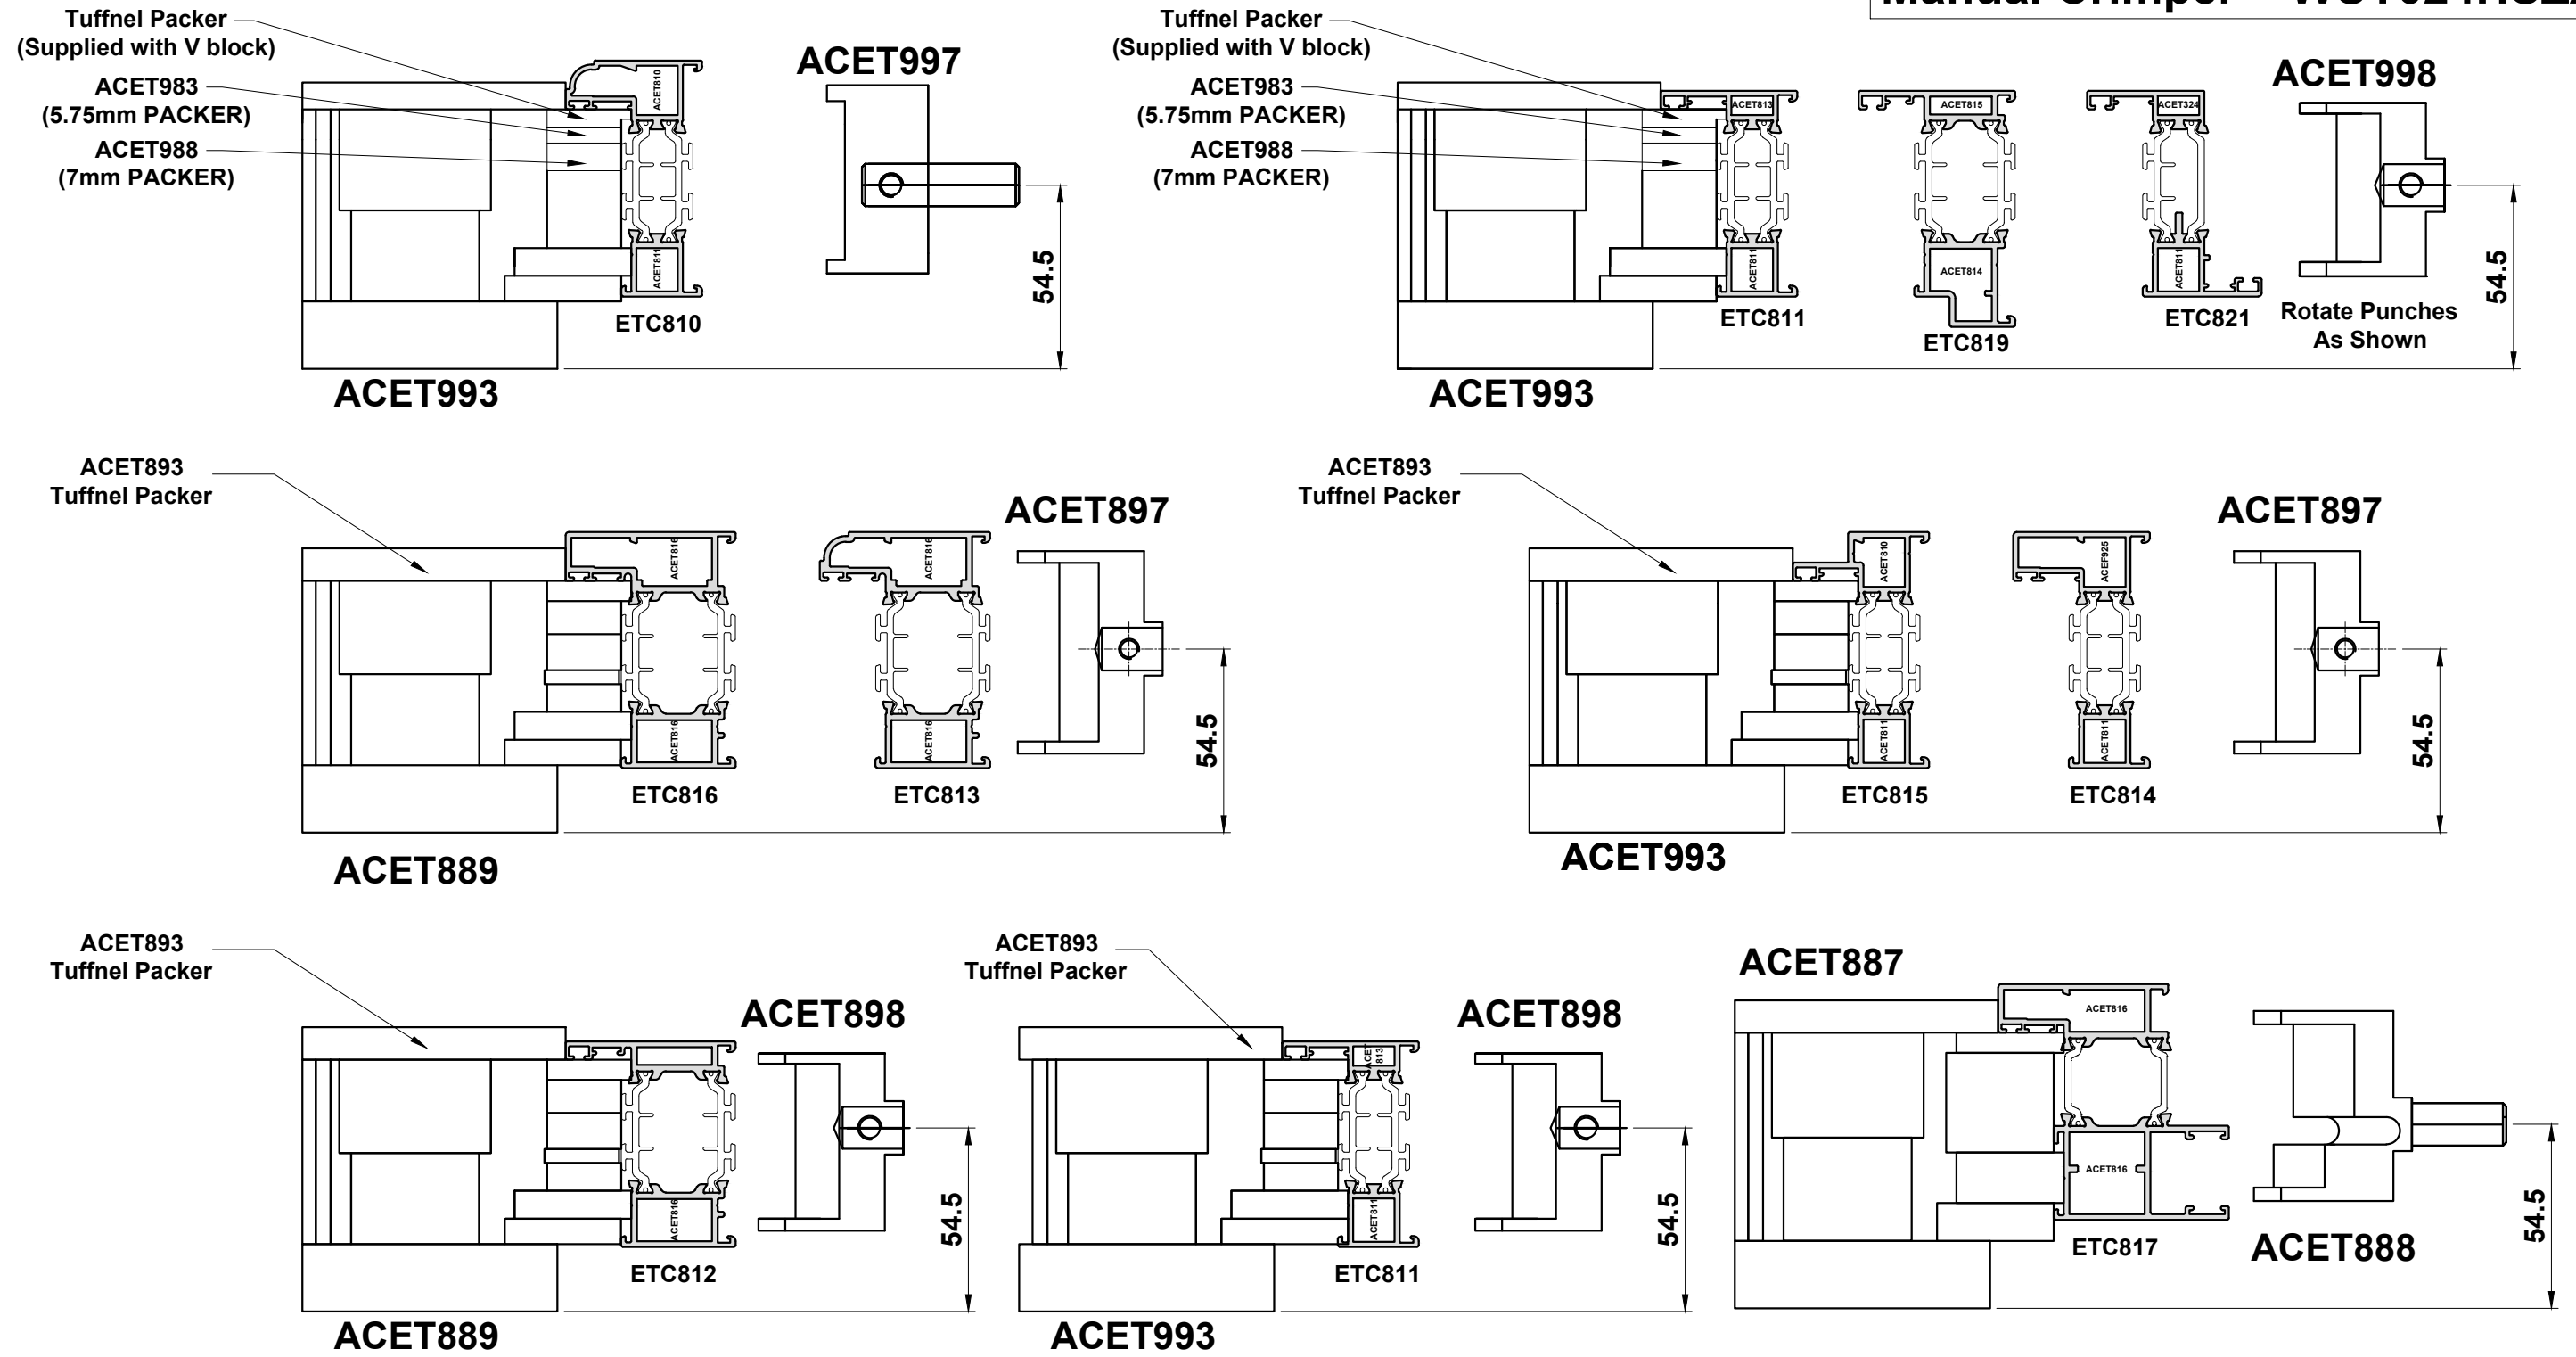 Tuffnel Packer
(Supplied with V block)
ACET983
(5.75mm PACKER)
ACET988
(7mm PACKER)
ACET997
ACET810
ACET811
ETC810
54.5
ACET993
Tuffnel Packer
(Supplied with V block)
ACET983
(5.75mm PACKER)
ACET988
(7mm PACKER)
ACET813
ACET811
ETC811
ACET815
ACET814
ETC819
ACET324
ACET811
ETC821
ACET998
Rotate Punches
As Shown
54.5
ACET993
ACET893
Tuffnel Packer
ACET816
ACET816
ETC816
ACET816
ACET816
ETC813
ACET897
54.5
ACET889
ACET893
Tuffnel Packer
ACET810
ACET811
ETC815
ACEF925
ACET811
ETC814
ACET897
54.5
ACET993
ACET893
Tuffnel Packer
ACET816
ETC812
ACET898
54.5
ACET889
ACET893
Tuffnel Packer
ACET
813
ACET811
ETC811
ACET898
54.5
ACET993
ACET887
ACET816
ACET816
ETC817
ACET888
54.5